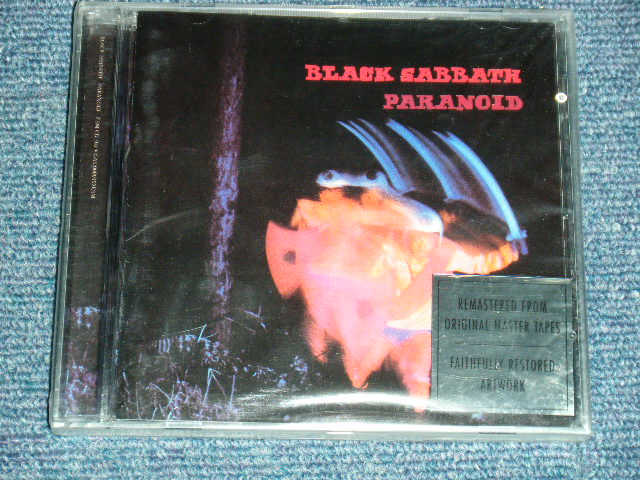 BLACK SABBATH
PARANOID
REMASTERED FROM
ORIGINAL MASTER TAPES
FAITHFULLY RESTORED
ARTWORK